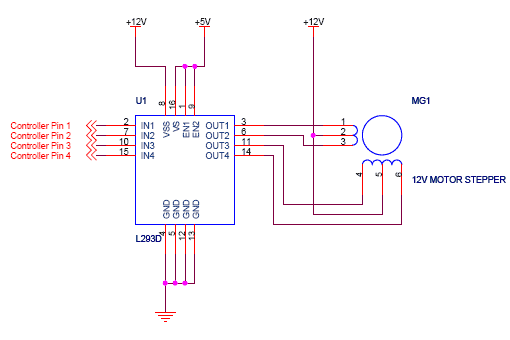 +12V +5V +12V
U1 MG1
8 16 1 9
VSS VS EN1 EN2
Controller Pin 1 2 IN1 OUT1 3 1
Controller Pin 2 7 IN2 OUT2 6 2
Controller Pin 3 10 IN3 OUT3 11 3
Controller Pin 4 15 IN4 OUT4 14
4 5 6
12V MOTOR STEPPER
GND GND GND GND
L293D
4 5 12 13